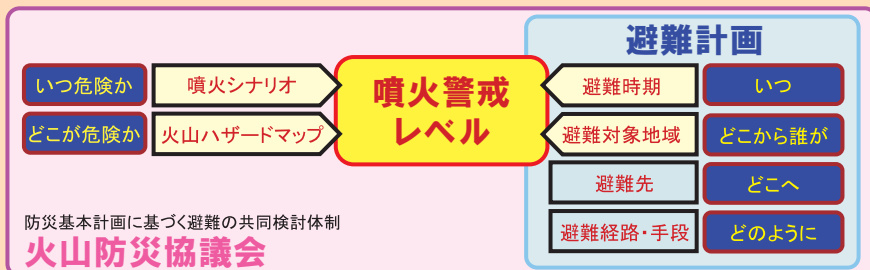 避難計画
いつ危険か
噴火シナリオ
噴火警戒
レベル
避難時期
いつ
どこが危険か
火山ハザードマップ
避難対象地域
どこから誰が
避難先
どこへ
避難経路・手段
どのように
防災基本計画に基づく避難の共同検討体制
火山防災協議会